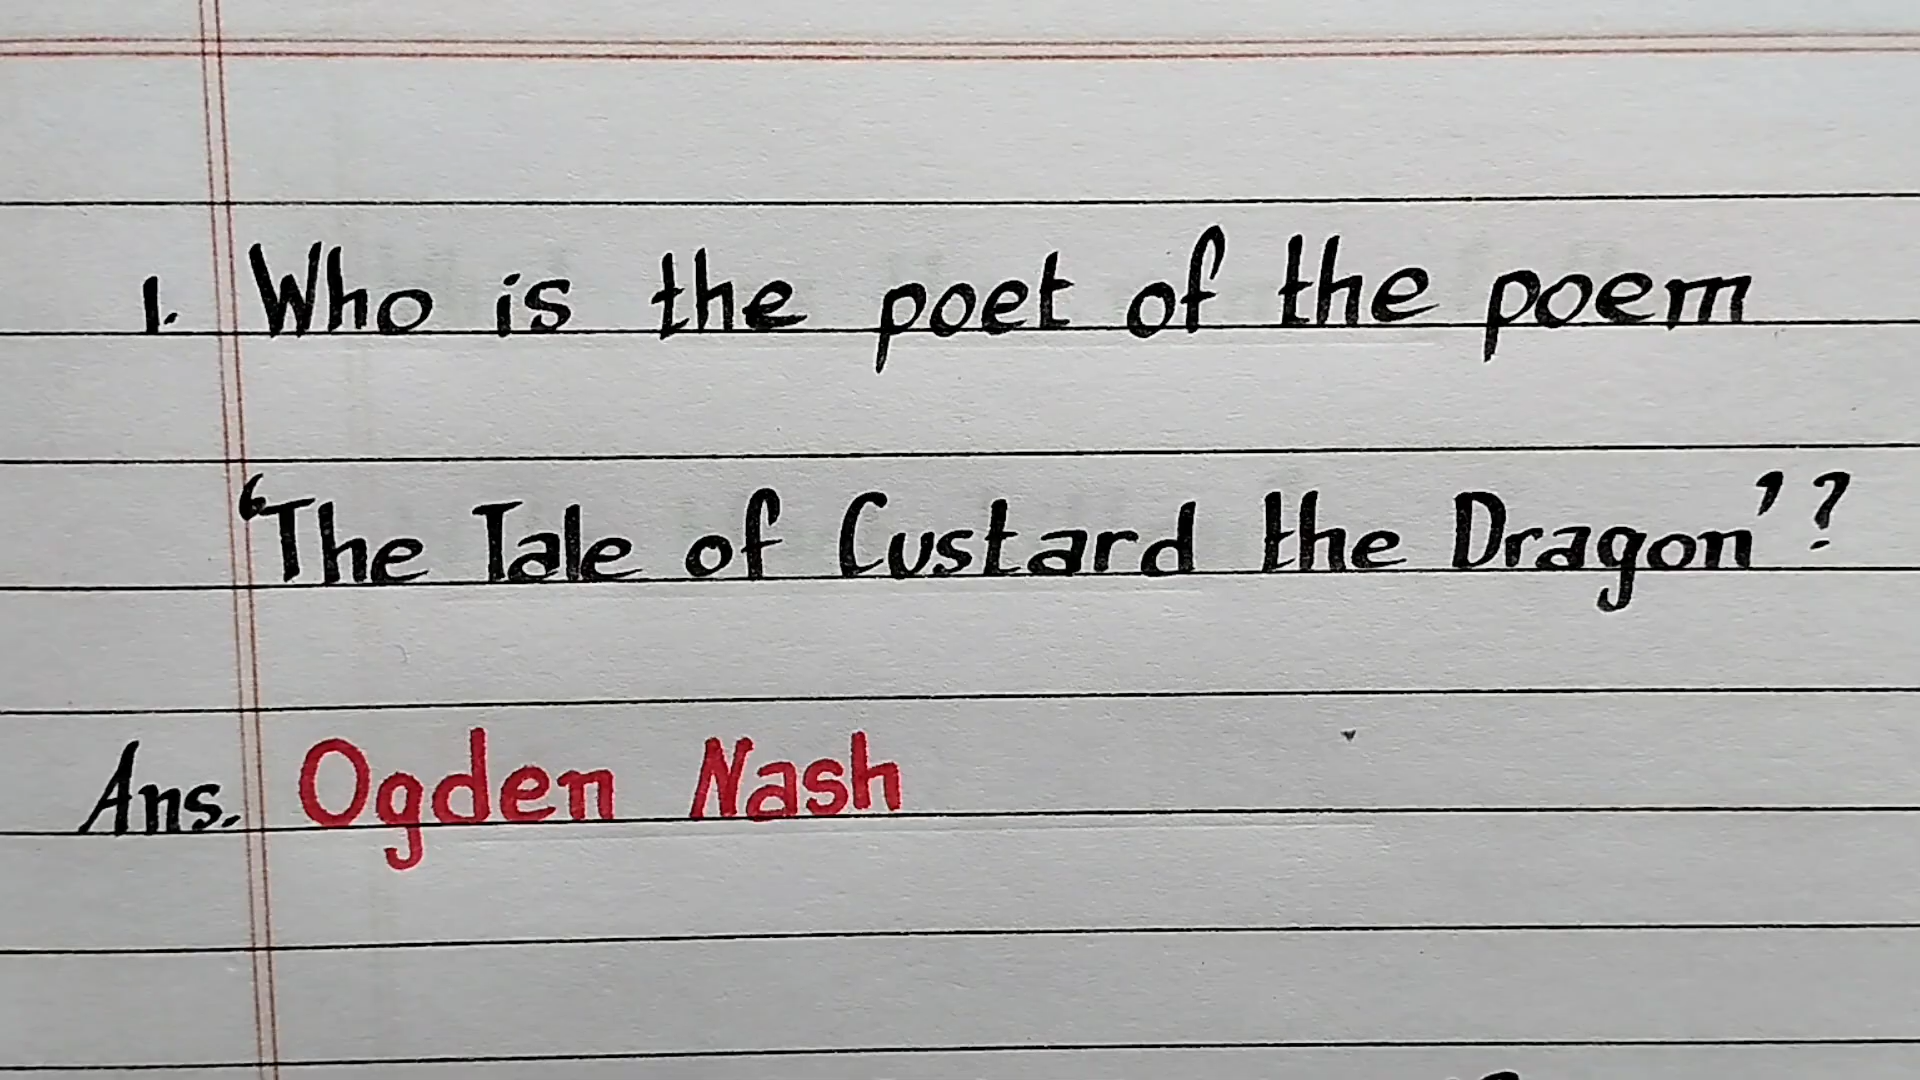 1. Who is the poet of the poem
‘The Tale of Custard the Dragon’?
Ans. Ogden Nash